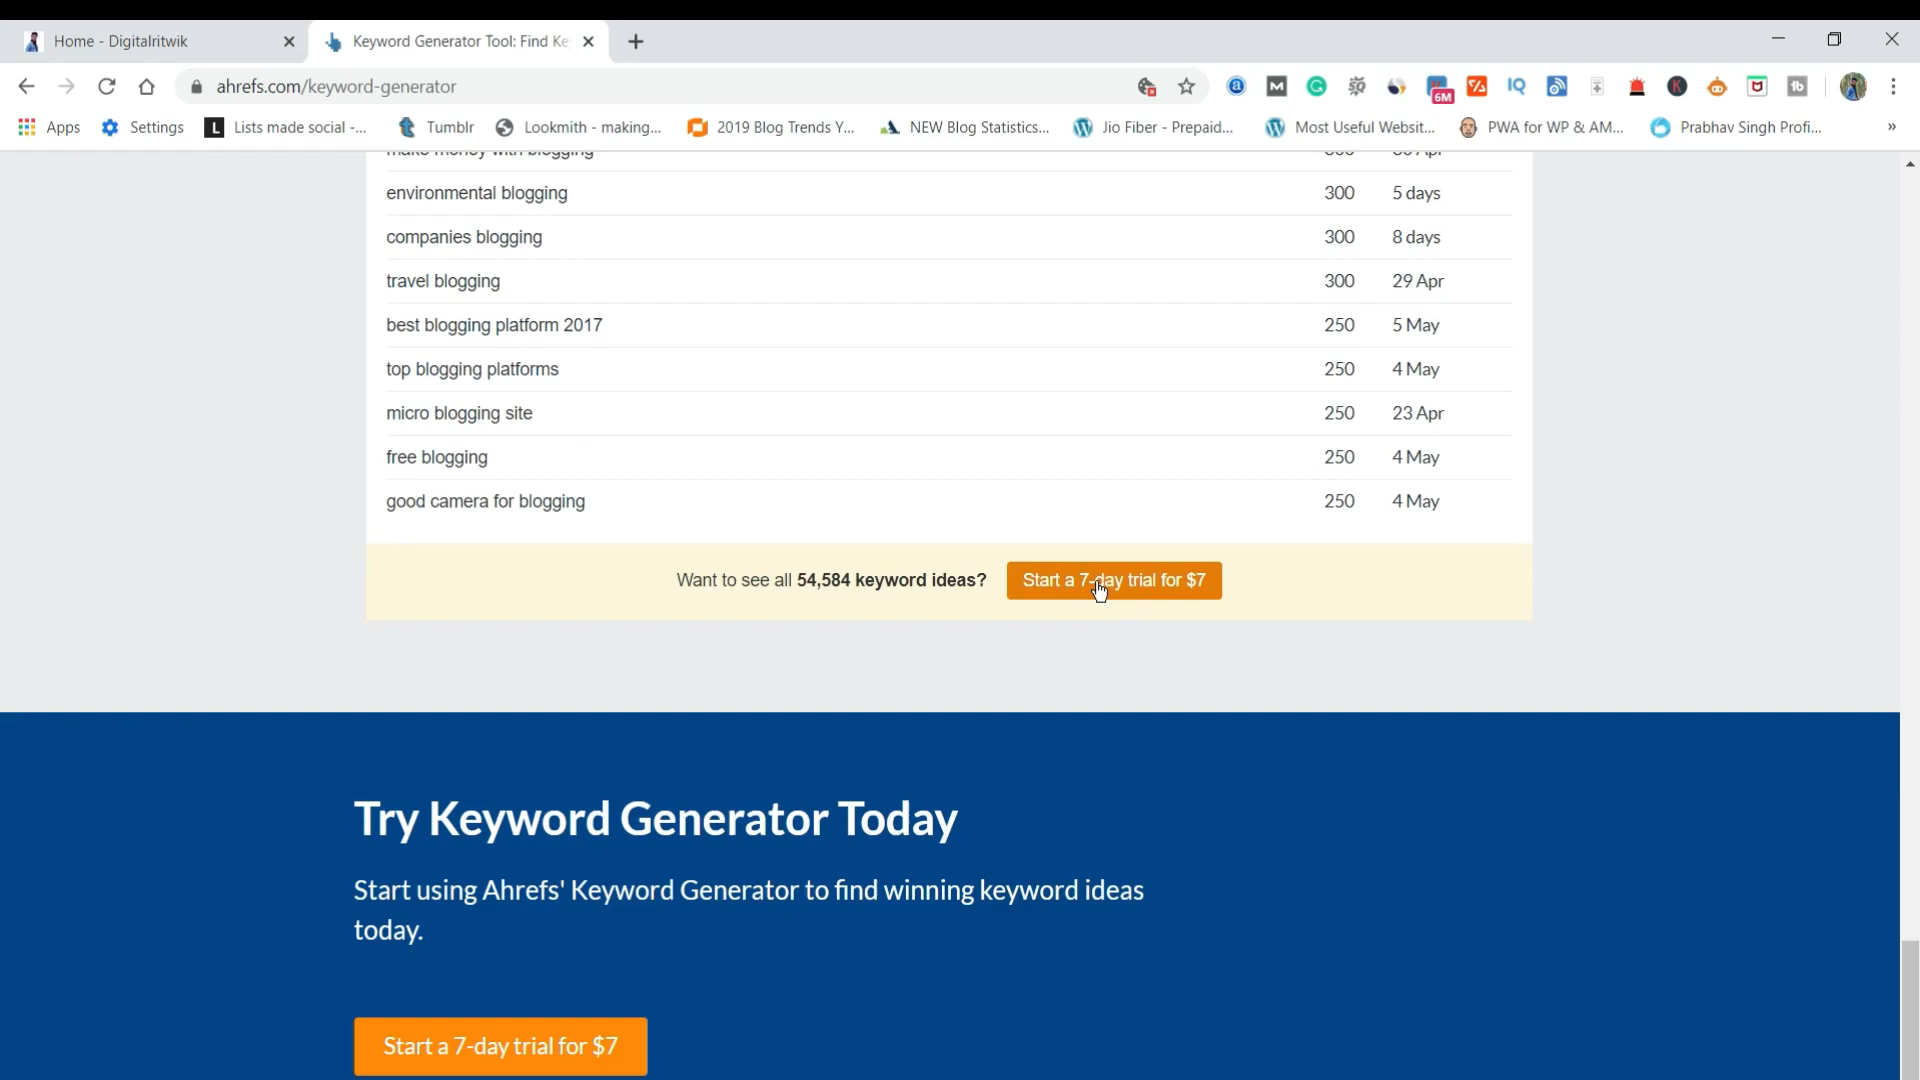 Home - Digitalritwik
Keyword Generator Tool: Find Ke
ahrefs.com/keyword-generator
6M
Apps
Settings
Lists made social -...
Tumblr
Lookmith - making...
2019 Blog Trends Y...
NEW Blog Statistics...
Jio Fiber - Prepaid...
Most Useful Websit...
PWA for WP & AM...
Prabhav Singh Profi...
»
make money with blogging
environmental blogging 300 5 days
companies blogging 300 8 days
travel blogging 300 29 Apr
best blogging platform 2017 250 5 May
top blogging platforms 250 4 May
micro blogging site 250 23 Apr
free blogging 250 4 May
good camera for blogging 250 4 May
Want to see all 54,584 keyword ideas? Start a 7-day trial for $7
Try Keyword Generator Today
Start using Ahrefs' Keyword Generator to find winning keyword ideas
today.
Start a 7-day trial for $7